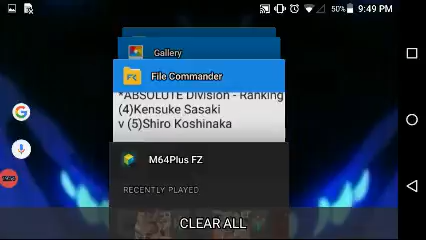 50% 9:49 PM
Gallery
File Commander
*ABSOLUTE Division - Ranking
(4)Kensuke Sasaki
v (5)Shiro Koshinaka
M64Plus FZ
RECENTLY PLAYED
CLEAR ALL